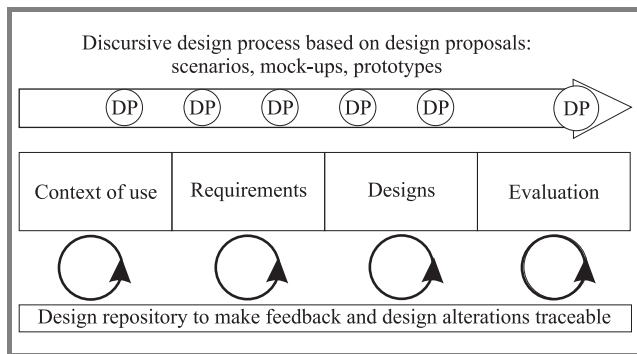 Discursive design process based on design proposals:
scenarios, mock-ups, prototypes
DP DP DP DP DP DP
Context of use Requirements Designs Evaluation
Design repository to make feedback and design alterations traceable